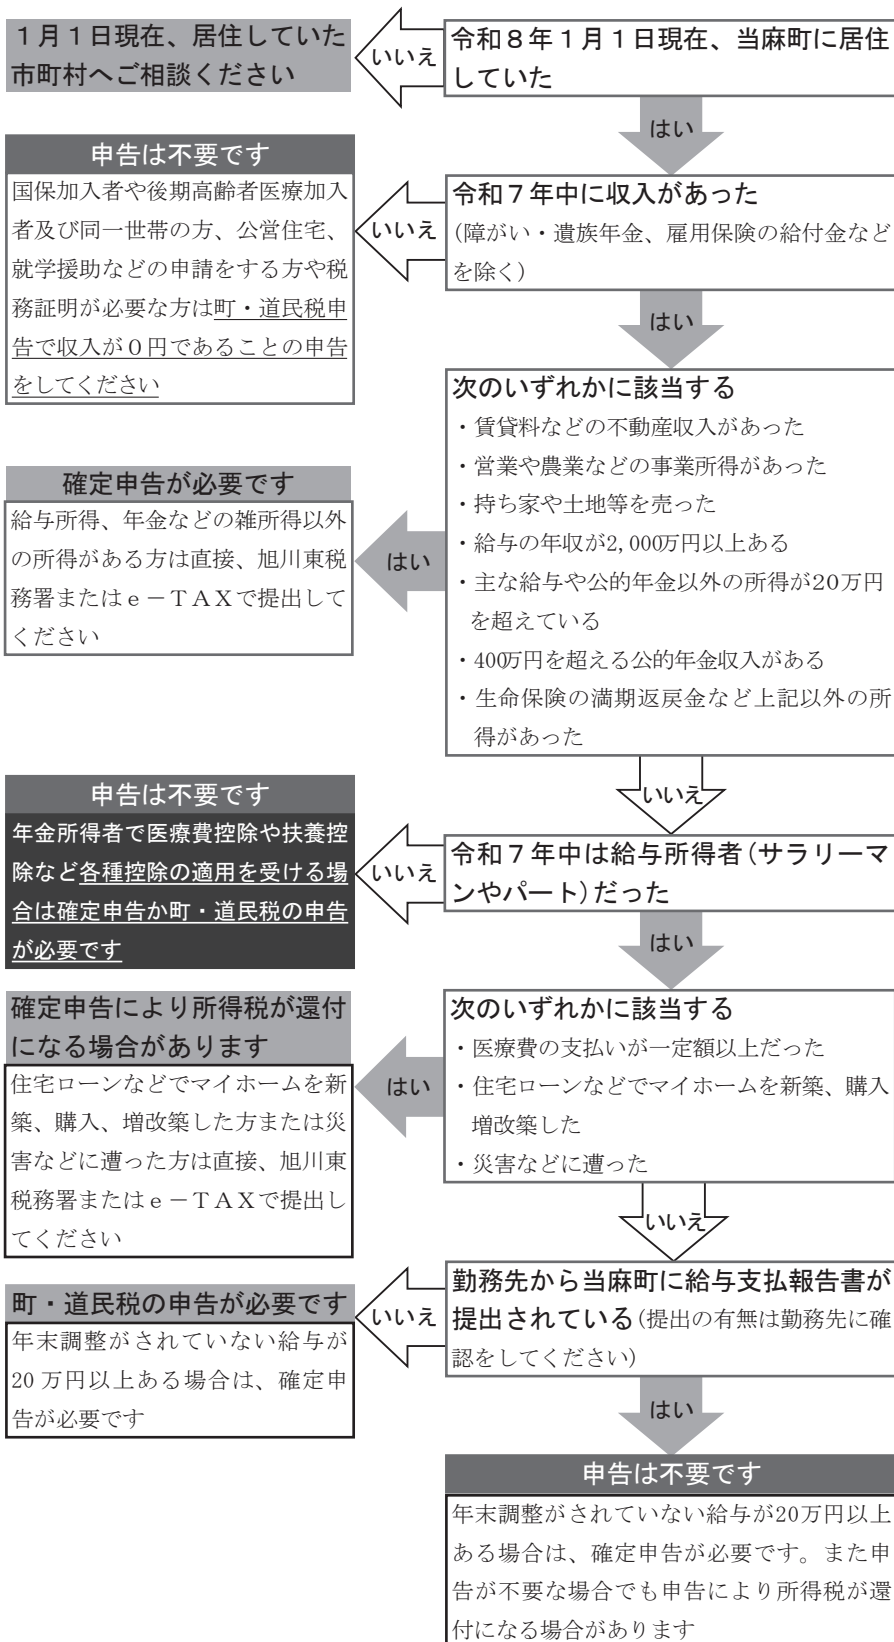 １月１日現在、居住していた
市町村へご相談ください
いいえ
令和８年１月１日現在、当麻町に居住
していた
はい
申告は不要です
国保加入者や後期高齢者医療加入
者及び同一世帯の方、公営住宅、
就学援助などの申請をする方や税
務証明が必要な方は町・道民税申
告で収入が０円であることの申告
をしてください
いいえ
令和７年中に収入があった
(障がい・遺族年金、雇用保険の給付金など
を除く)
はい
次のいずれかに該当する
・賃貸料などの不動産収入があった
・営業や農業などの事業所得があった
・持ち家や土地等を売った
・給与の年収が2,000万円以上ある
・主な給与や公的年金以外の所得が20万円
を超えている
・400万円を超える公的年金収入がある
・生命保険の満期返戻金など上記以外の所
得があった
はい
確定申告が必要です
給与所得、年金などの雑所得以外
の所得がある方は直接、旭川東税
務署またはｅ－ＴＡＸで提出して
ください
いいえ
申告は不要です
年金所得者で医療費控除や扶養控
除など各種控除の適用を受ける場
合は確定申告か町・道民税の申告
が必要です
いいえ
令和７年中は給与所得者(サラリーマ
ンやパート)だった
はい
確定申告により所得税が還付
になる場合があります
住宅ローンなどでマイホームを新
築、購入、増改築した方または災
害などに遭った方は直接、旭川東
税務署またはｅ－ＴＡＸで提出し
てください
はい
次のいずれかに該当する
・医療費の支払いが一定額以上だった
・住宅ローンなどでマイホームを新築、購入
増改築した
・災害などに遭った
いいえ
町・道民税の申告が必要です
年末調整がされていない給与が
20万円以上ある場合は、確定申
告が必要です
いいえ
勤務先から当麻町に給与支払報告書が
提出されている(提出の有無は勤務先に確
認をしてください)
はい
申告は不要です
年末調整がされていない給与が20万円以上
ある場合は、確定申告が必要です。また申
告が不要な場合でも申告により所得税が還
付になる場合があります